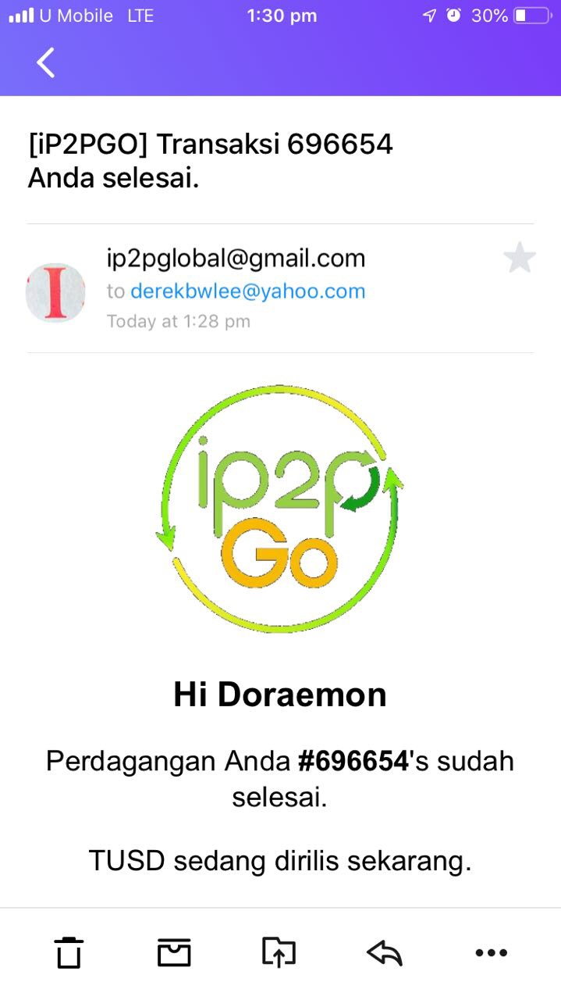 U Mobile LTE 1:30 pm 30%
[iP2PGO] Transaksi 696654
Anda selesai.
I
ip2pglobal@gmail.com
to derekbwlee@yahoo.com
Today at 1:28 pm
ip2p
Go
Hi Doraemon
Perdagangan Anda #696654's sudah
selesai.
TUSD sedang dirilis sekarang.